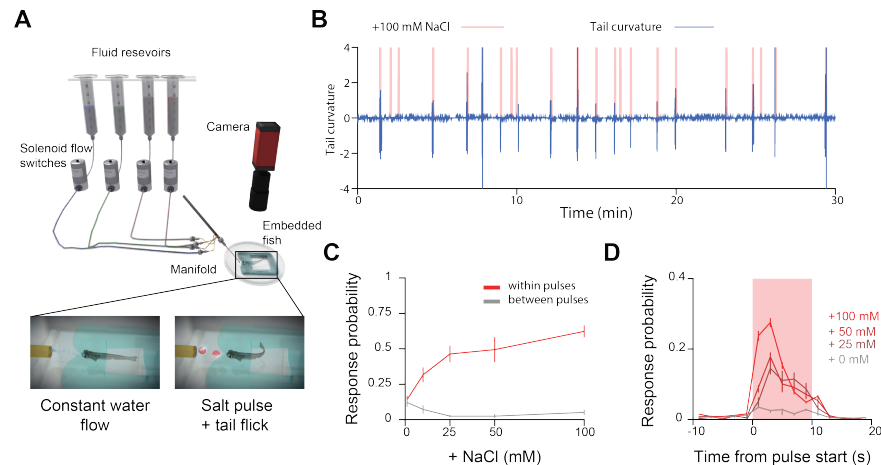 A
Fluid resevoirs
Camera
Solenoid flow
switches
Embedded
fish
Manifold
Constant water
flow
Salt pulse
+ tail flick
B
+100 mM NaCl
Tail curvature
Tail curvature
4
2
0
-2
-4
0
10
20
30
Time (min)
C
Response probability
1
0.75
0.5
0.25
0
within pulses
between pulses
0
25
50
100
+ NaCl (mM)
D
Response probability
0.4
0.2
0
+100 mM
+ 50 mM
+ 25 mM
+ 0 mM
-10
0
10
20
Time from pulse start (s)